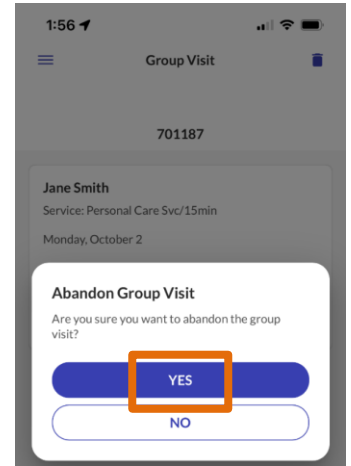 1:56
Group Visit
701187
Jane Smith
Service: Personal Care Svc/15min
Monday, October 2
Abandon Group Visit
Are you sure you want to abandon the group
visit?
YES
NO